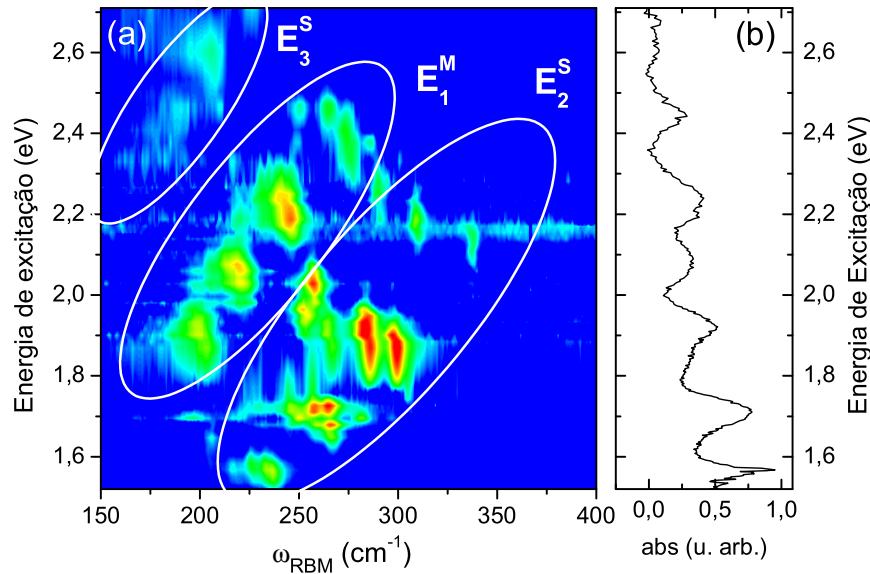 (a)
E₃ˢ
E₁ᴹ
E₂ˢ
(b)
Energia de excitação (eV)
2,6
2,4
2,2
2,0
1,8
1,6
150 200 250 300 350 400
ω_RBM (cm⁻¹)
2,6
2,4
2,2
2,0
1,8
1,6
Energia de Excitação (eV)
0,0 0,5 1,0
abs (u. arb.)